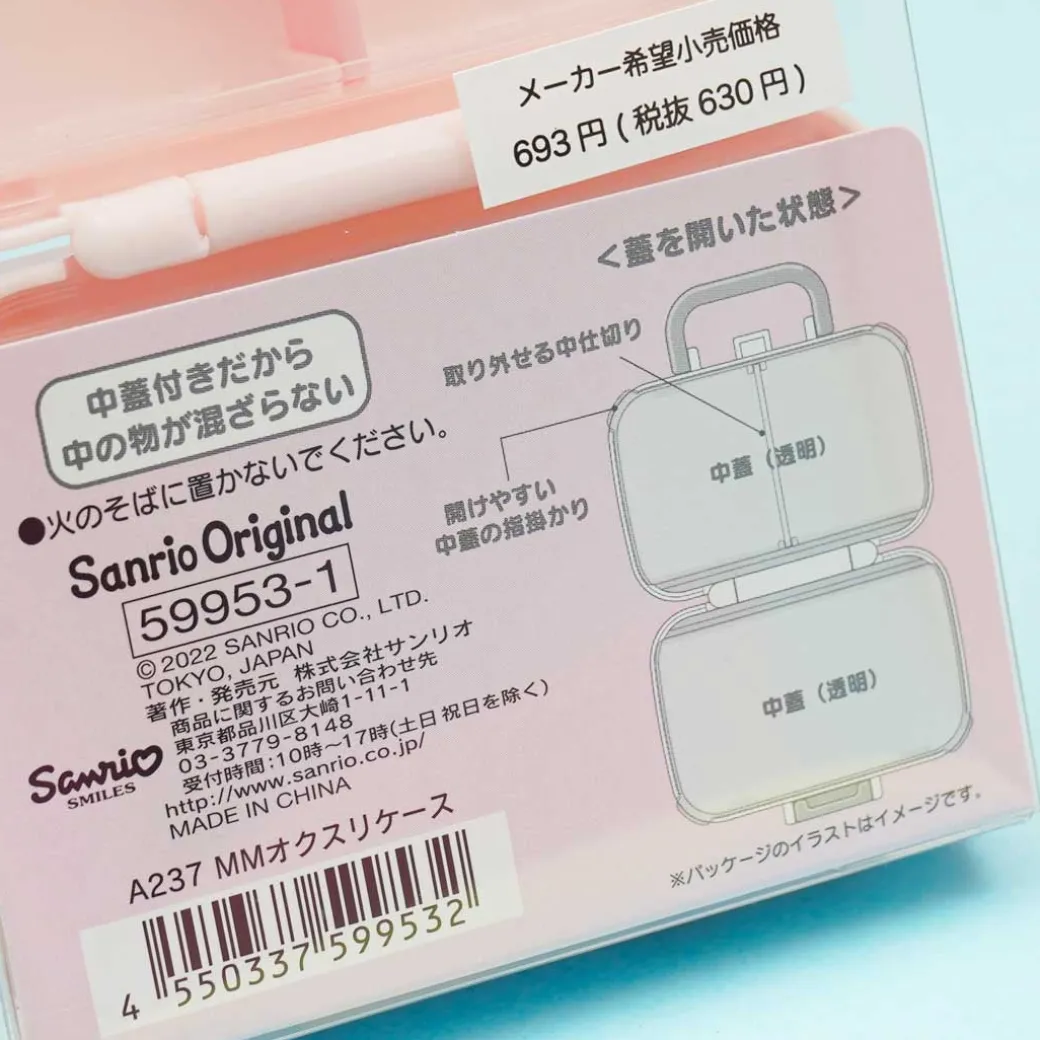 メーカー希望小売価格
693円(税抜630円)
<蓋を開いた状態>
中蓋付きだから
中の物が混ざらない
取り外せる中仕切り
中蓋(透明)
開けやすい
中蓋の指掛かり
●火のそばに置かないでください。
Sanrio Original
59953-1
© 2022 SANRIO CO., LTD.
TOKYO, JAPAN
著作・発売元 株式会社サンリオ
商品に関するお問い合わせ先
東京都品川区大崎1-11-1
03-3779-8148
受付時間:10時〜17時(土日祝日を除く)
http://www.sanrio.co.jp/
MADE IN CHINA
Sanrio
SMILES
中蓋(透明)
※パッケージのイラストはイメージです。
A237 MMオクスリケース
4 550337 599532